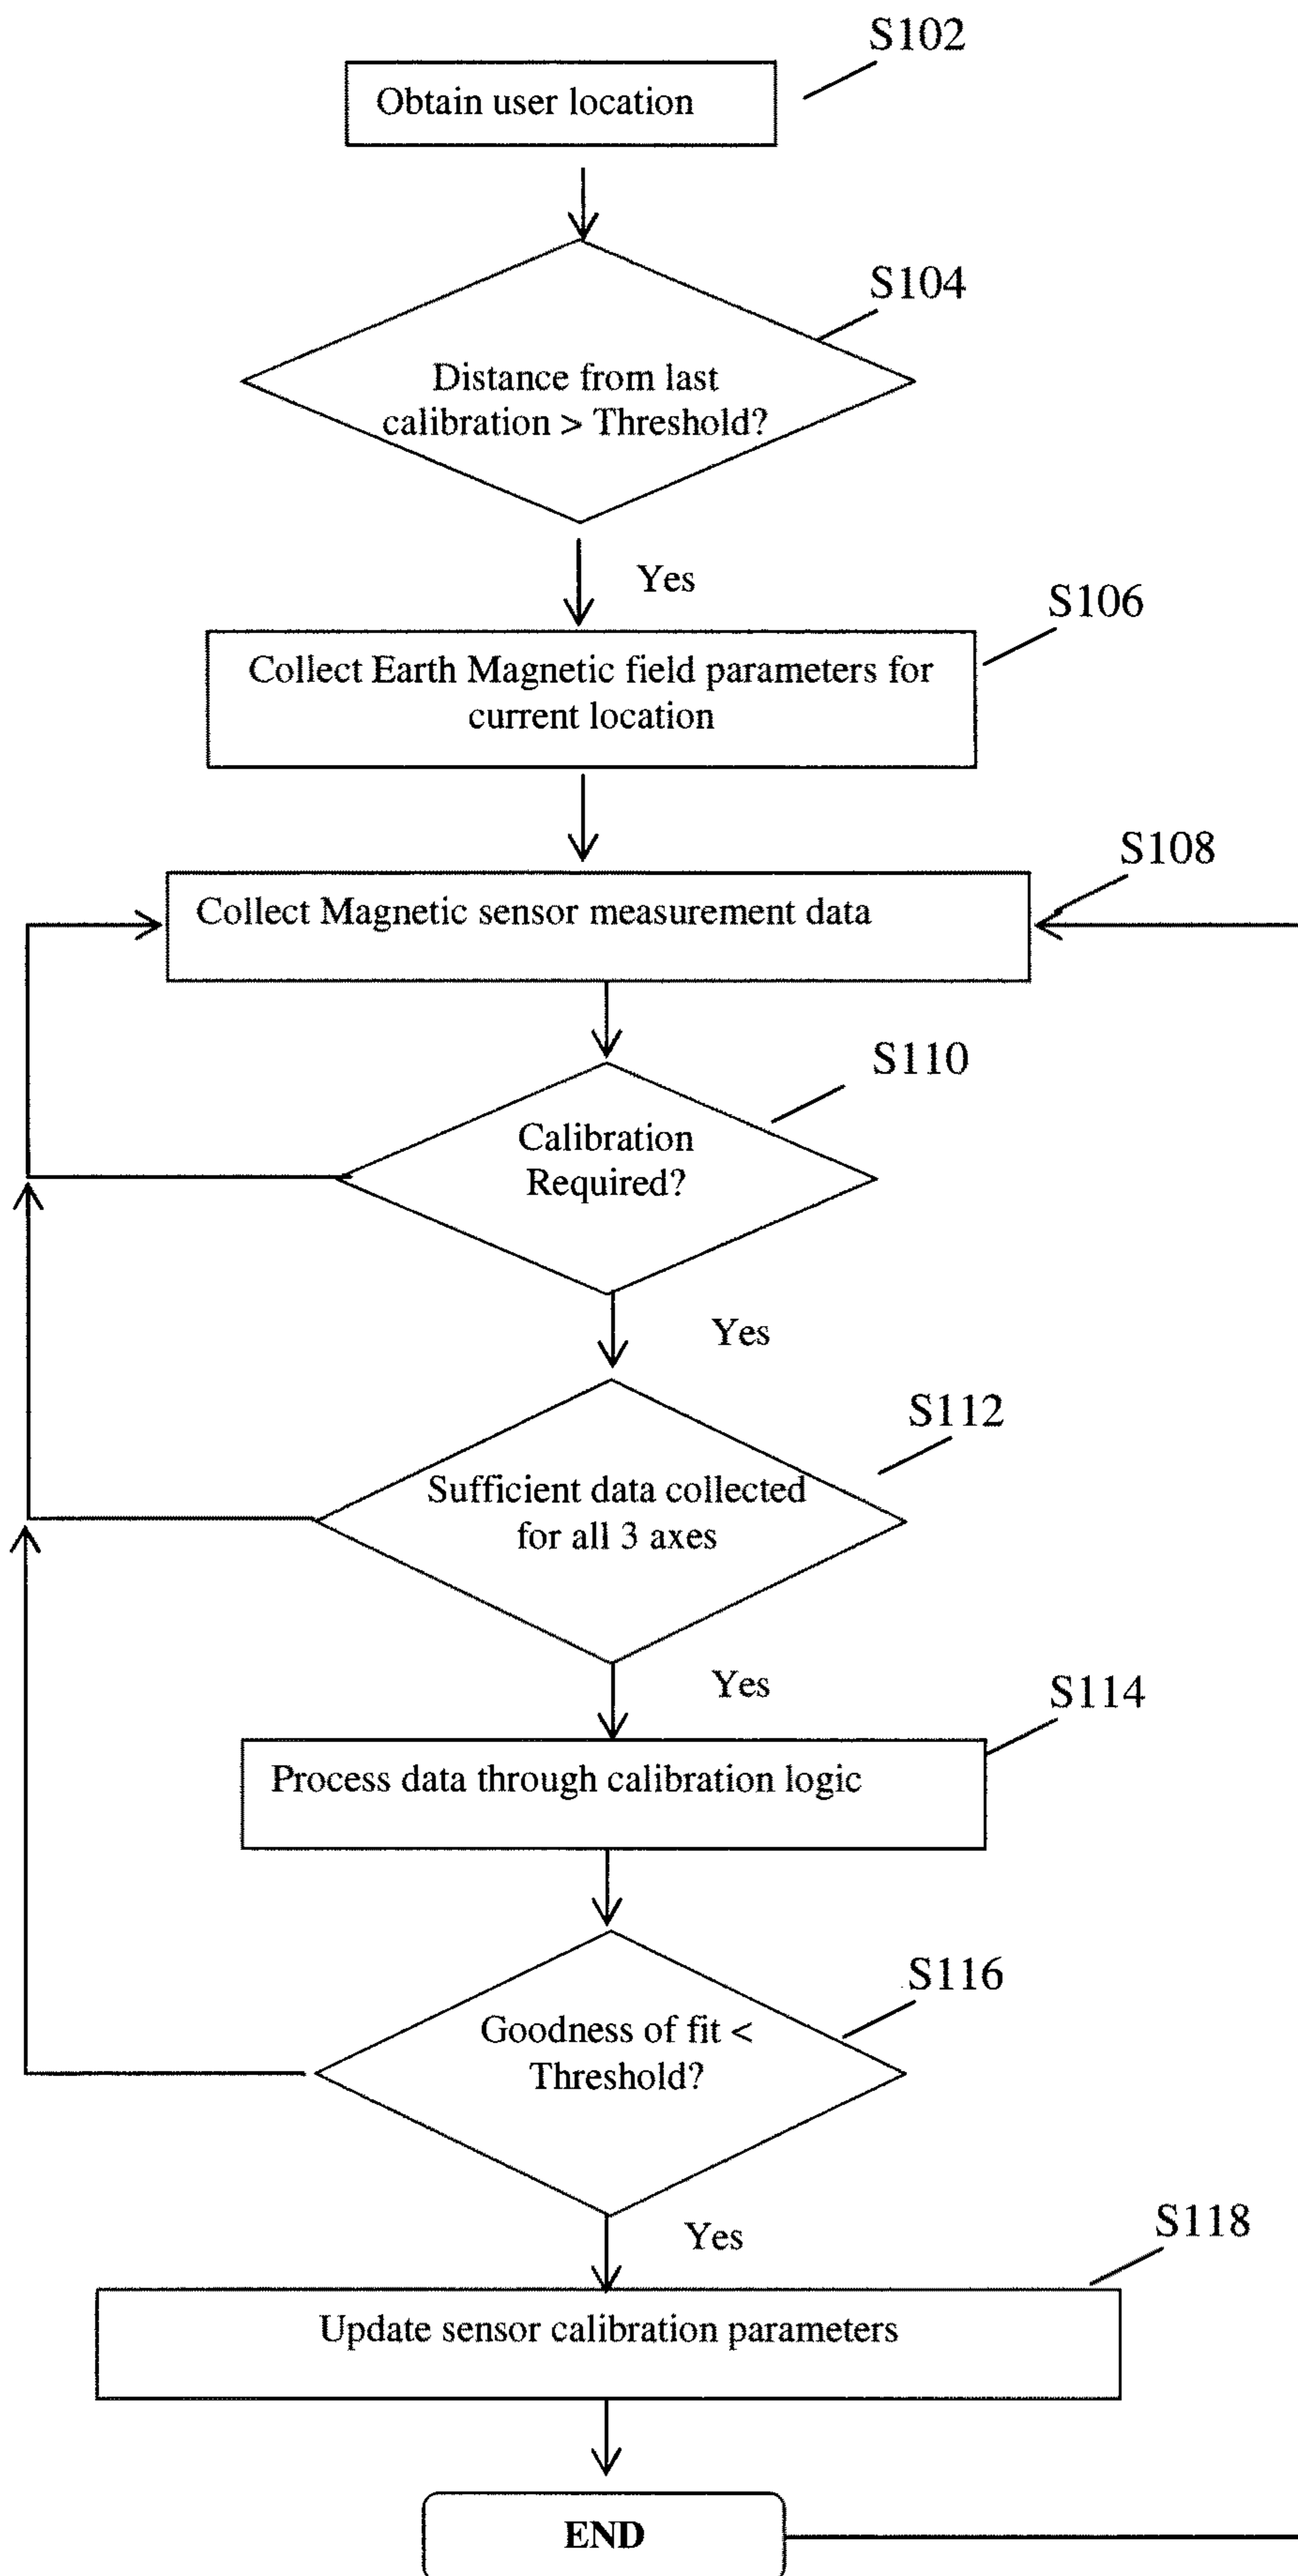 S102
Obtain user location
S104
Distance from last
calibration > Threshold?
Yes
S106
Collect Earth Magnetic field parameters for
current location
S108
Collect Magnetic sensor measurement data
S110
Calibration
Required?
Yes
S112
Sufficient data collected
for all 3 axes
Yes
S114
Process data through calibration logic
S116
Goodness of fit <
Threshold?
Yes
S118
Update sensor calibration parameters
END